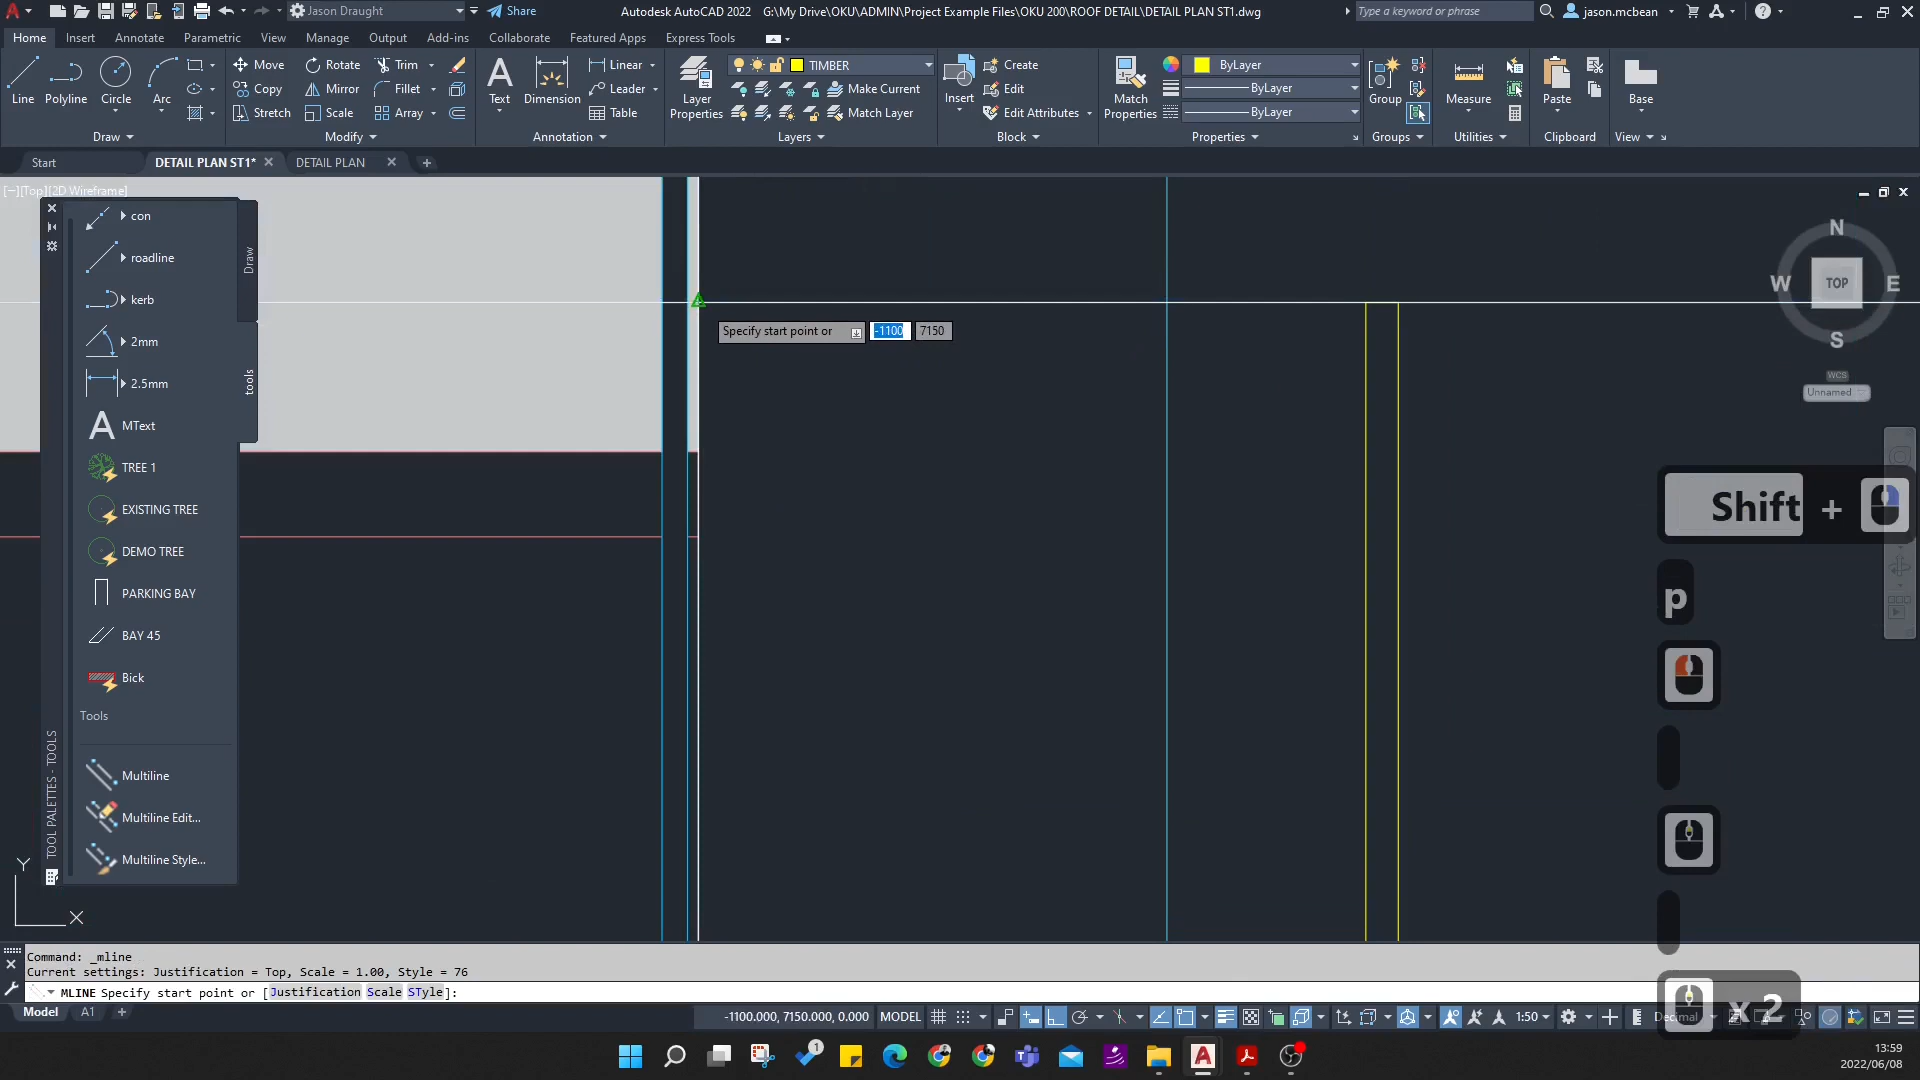 Jason Draught
Share
Autodesk AutoCAD 2022
G:\My Drive\OKU\ADMIN\Project Example Files\OKU 200\ROOF DETAIL\DETAIL PLAN ST1.dwg
Type a keyword or phrase
jason.mcbean
Home
Insert
Annotate
Parametric
View
Manage
Output
Add-ins
Collaborate
Featured Apps
Express Tools
Line
Polyline
Circle
Arc
Draw
Move
Copy
Stretch
Rotate
Mirror
Scale
Trim
Fillet
Array
Modify
Text
Dimension
Linear
Leader
Table
Annotation
Layer
Properties
TIMBER
Make Current
Match Layer
Layers
Insert
Create
Edit
Edit Attributes
Block
Match
Properties
ByLayer
ByLayer
ByLayer
Properties
Group
Groups
Measure
Utilities
Paste
Clipboard
Base
View
Start
DETAIL PLAN ST1*
DETAIL PLAN
[−][Top][2D Wireframe]
con
roadline
kerb
2mm
2.5mm
MText
TREE 1
EXISTING TREE
DEMO TREE
PARKING BAY
BAY 45
Bick
Tools
Multiline
Multiline Edit...
Multiline Style...
Draw
tools
TOOL PALETTES - TOOLS
Specify start point or
-1100
7150
N
W
TOP
E
S
WCS
Unnamed
Shift +
p
x 2
Y
X
Command: _mline
Current settings: Justification = Top, Scale = 1.00, Style = 76
MLINE Specify start point or [Justification Scale STyle]:
Model
A1
-1100.000, 7150.000, 0.000
MODEL
1:50
Decimal
1
13:59
2022/06/08